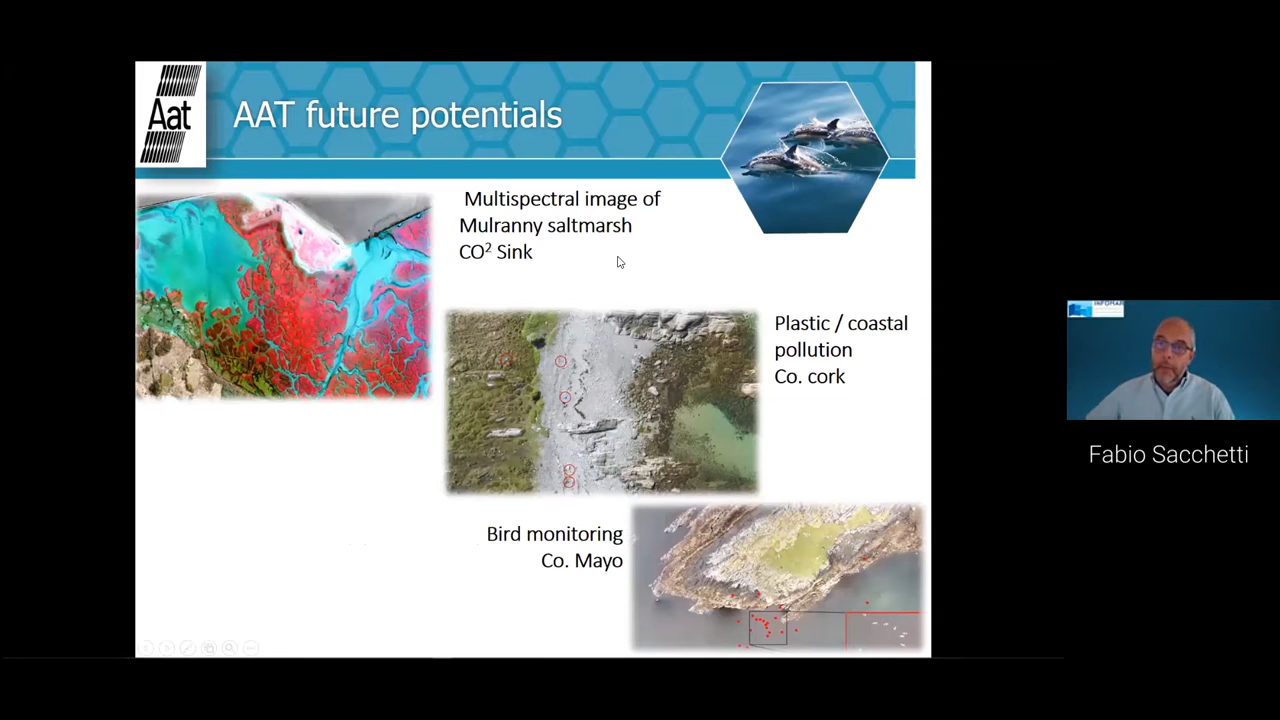 Aat
AAT future potentials
Multispectral image of
Mulranny saltmarsh
CO² Sink
Plastic / coastal
pollution
Co. cork
Bird monitoring
Co. Mayo
INFOMAR
Fabio Sacchetti